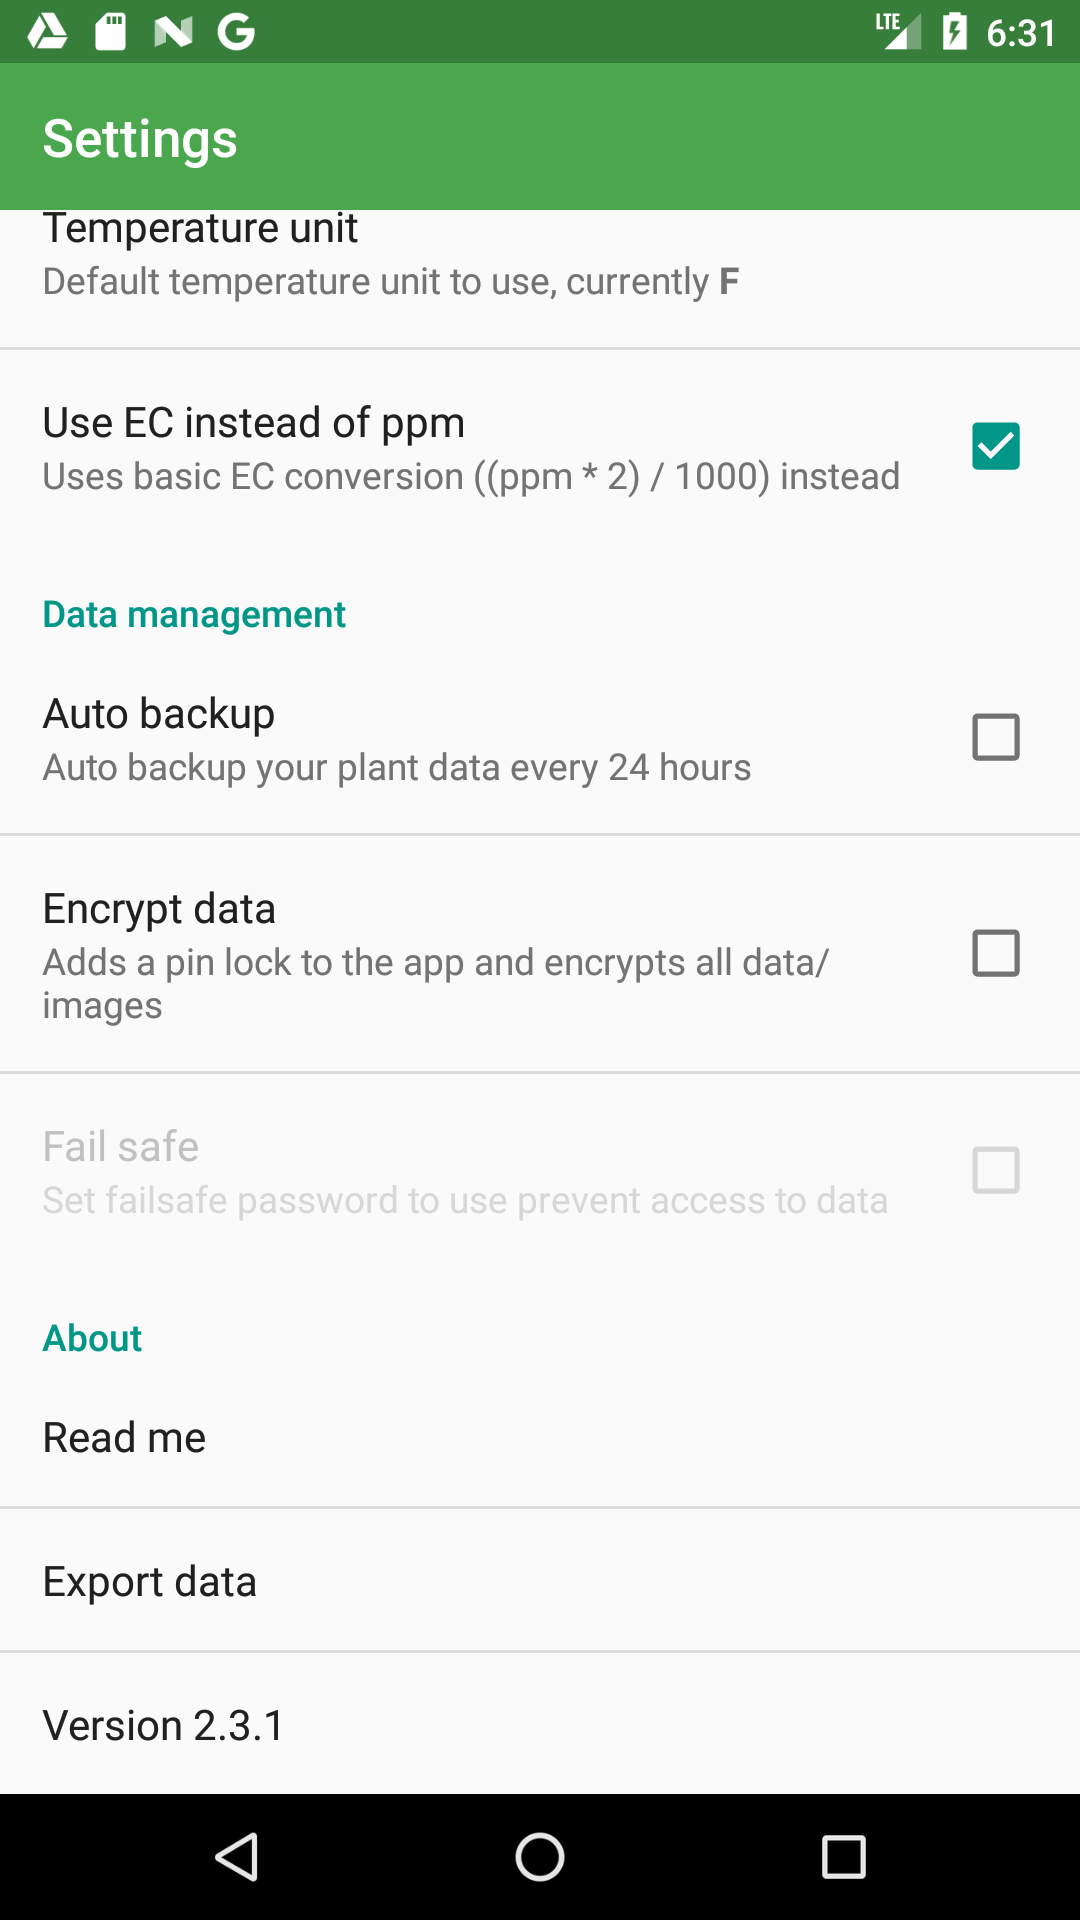 LTE 6:31
Settings
Temperature unit
Default temperature unit to use, currently F
Use EC instead of ppm
Uses basic EC conversion ((ppm * 2) / 1000) instead
Data management
Auto backup
Auto backup your plant data every 24 hours
Encrypt data
Adds a pin lock to the app and encrypts all data/
images
Fail safe
Set failsafe password to use prevent access to data
About
Read me
Export data
Version 2.3.1